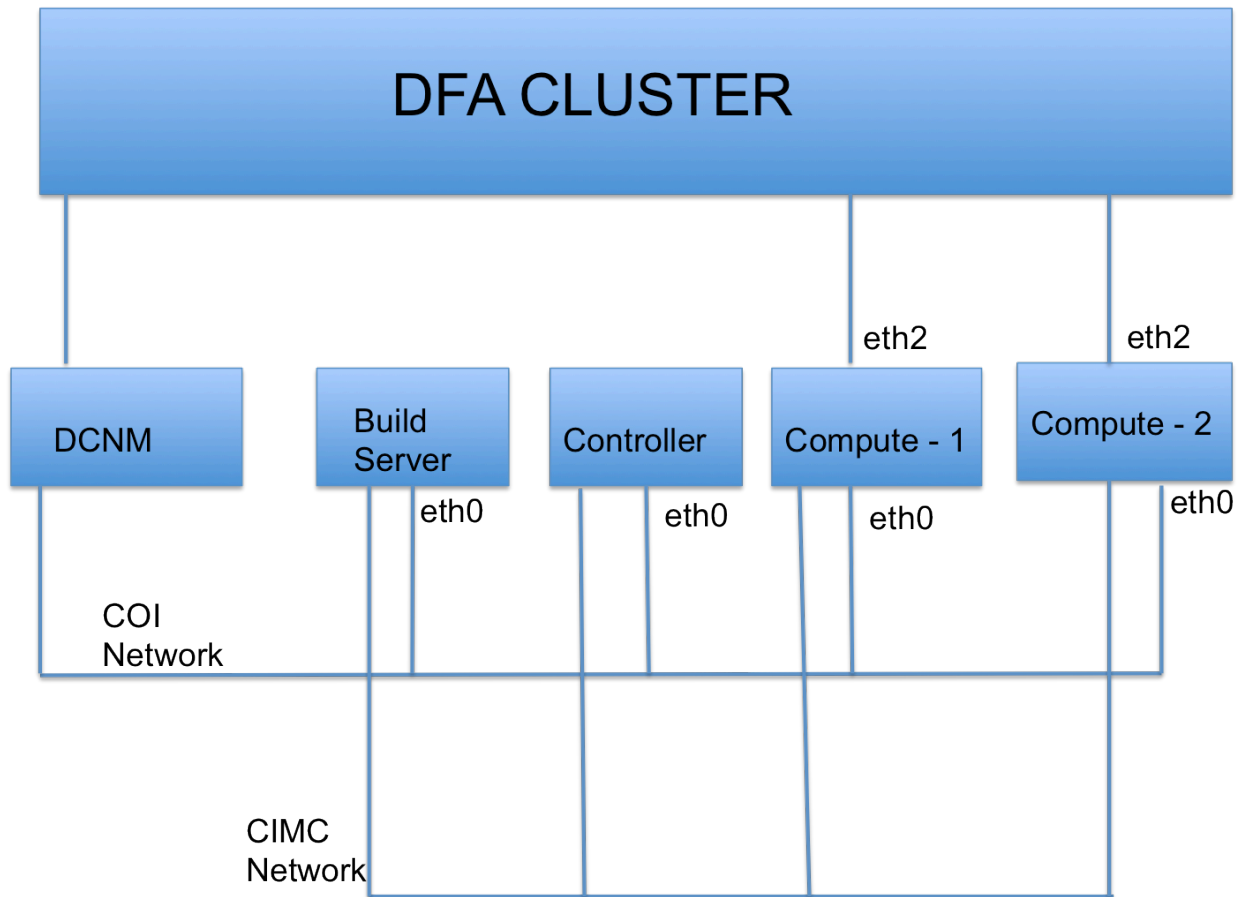 DFA CLUSTER
eth2
eth2
DCNM
Build
Server
Controller
Compute - 1
Compute - 2
eth0
eth0
eth0
eth0
COI
Network
CIMC
Network